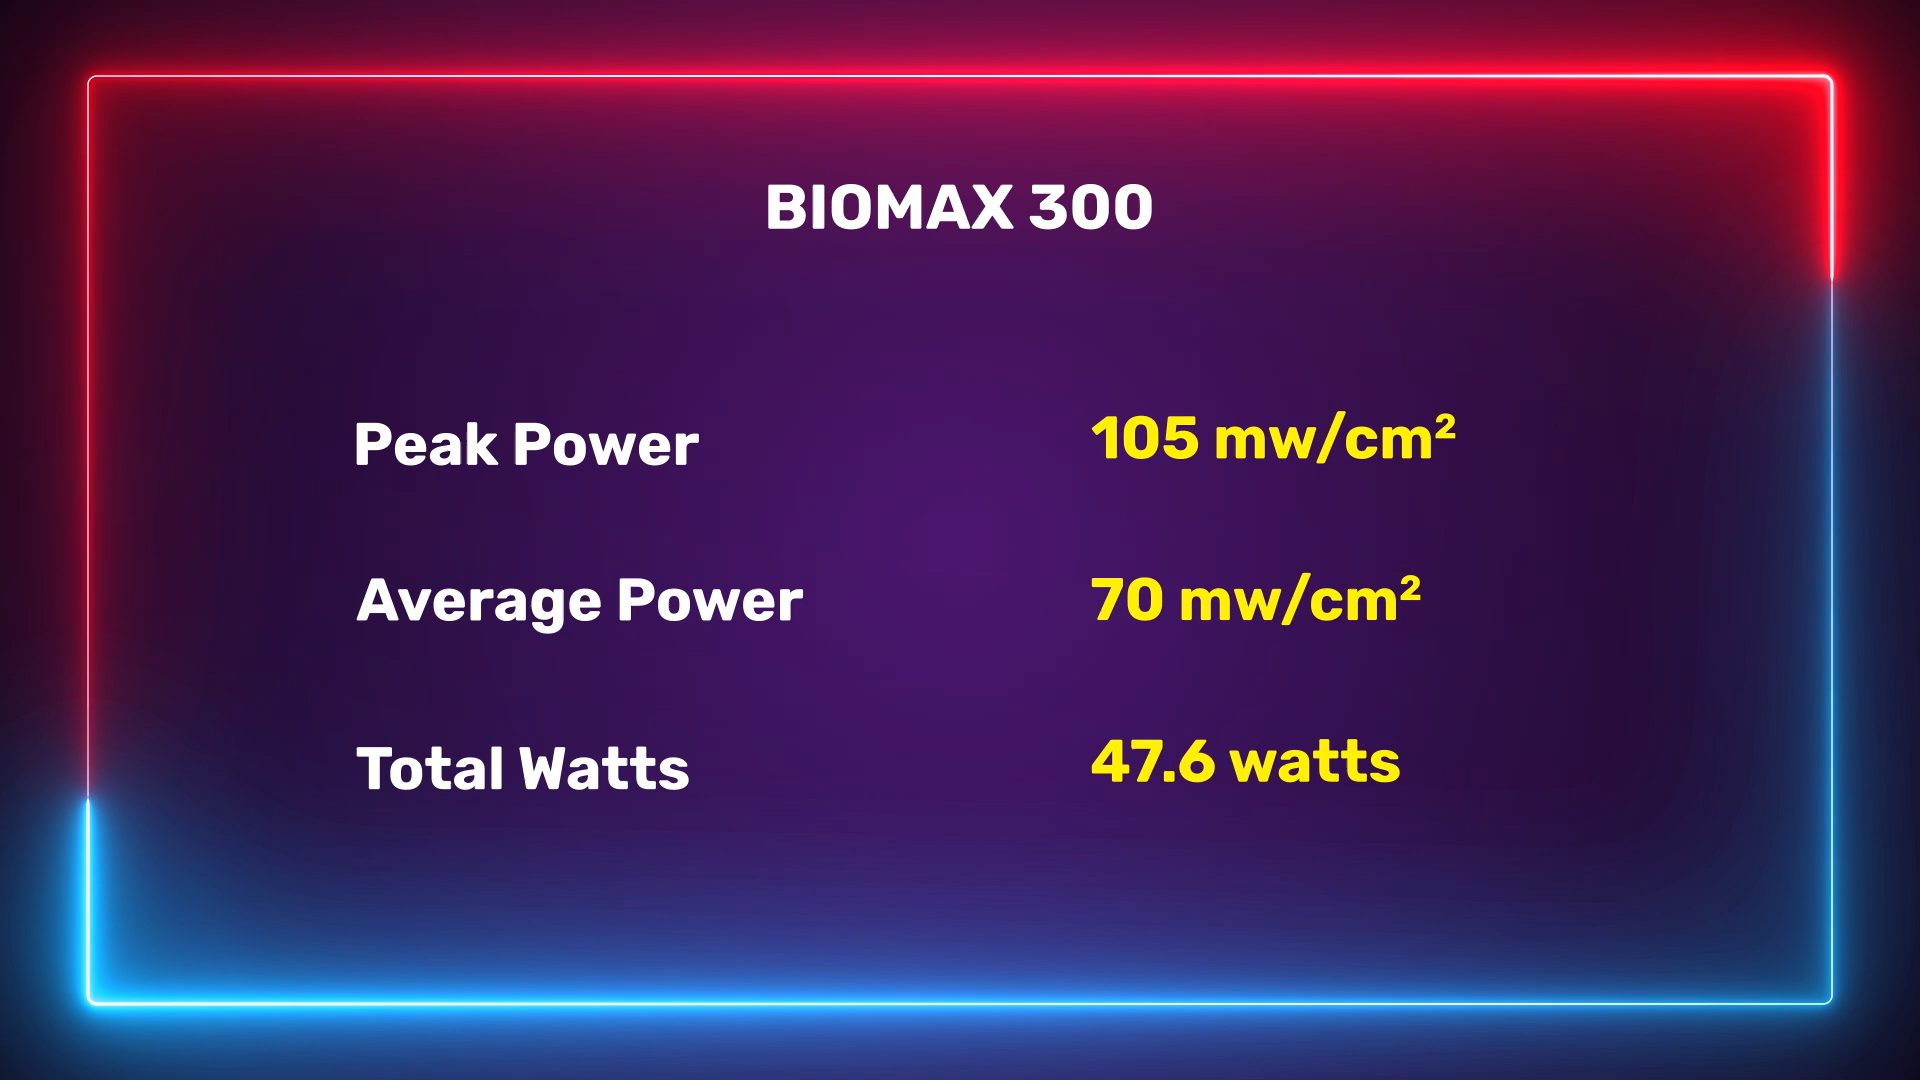 BIOMAX 300
Peak Power 105 mw/cm²
Average Power 70 mw/cm²
Total Watts 47.6 watts